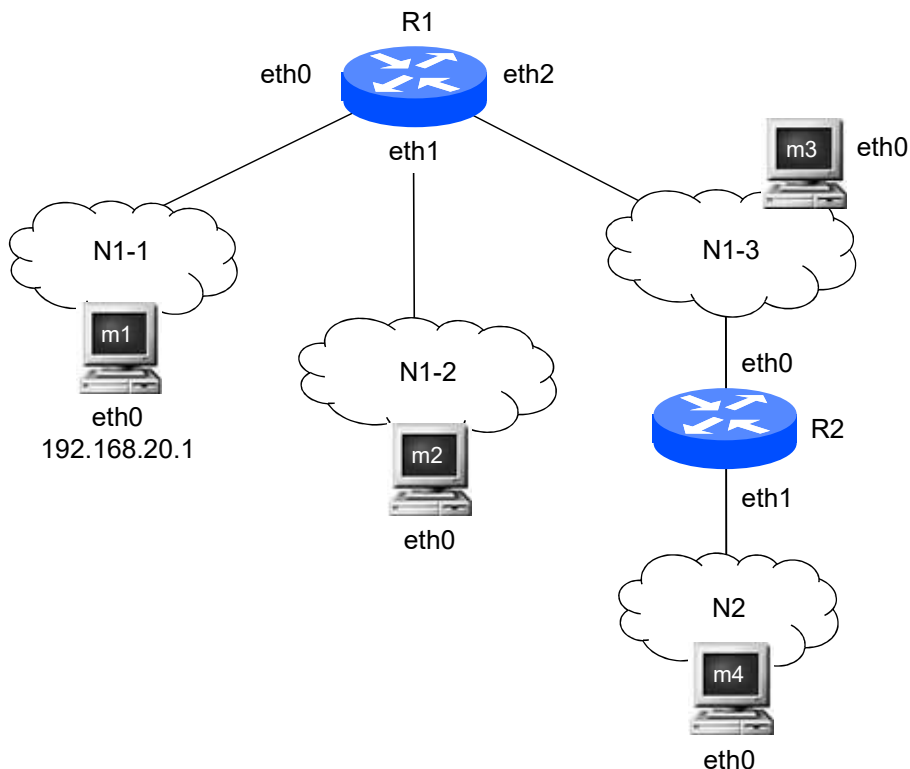 R1
eth0
eth2
eth1
m3
eth0
N1-1
N1-3
m1
eth0
192.168.20.1
N1-2
m2
eth0
eth0
R2
eth1
N2
m4
eth0